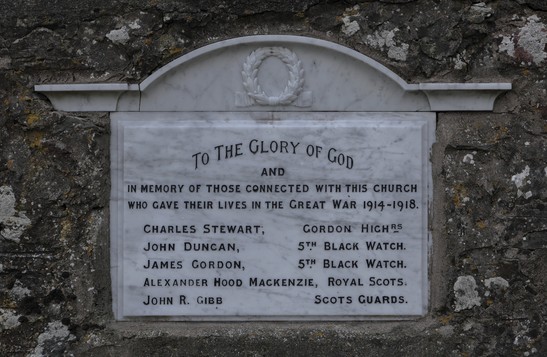 TO THE GLORY OF GOD
AND
IN MEMORY OF THOSE CONNECTED WITH THIS CHURCH
WHO GAVE THEIR LIVES IN THE GREAT WAR 1914-1918.
CHARLES STEWART, GORDON HIGHRS
JOHN DUNCAN, 5TH BLACK WATCH.
JAMES GORDON, 5TH BLACK WATCH.
ALEXANDER HOOD MACKENZIE, ROYAL SCOTS.
JOHN R. GIBB SCOTS GUARDS.